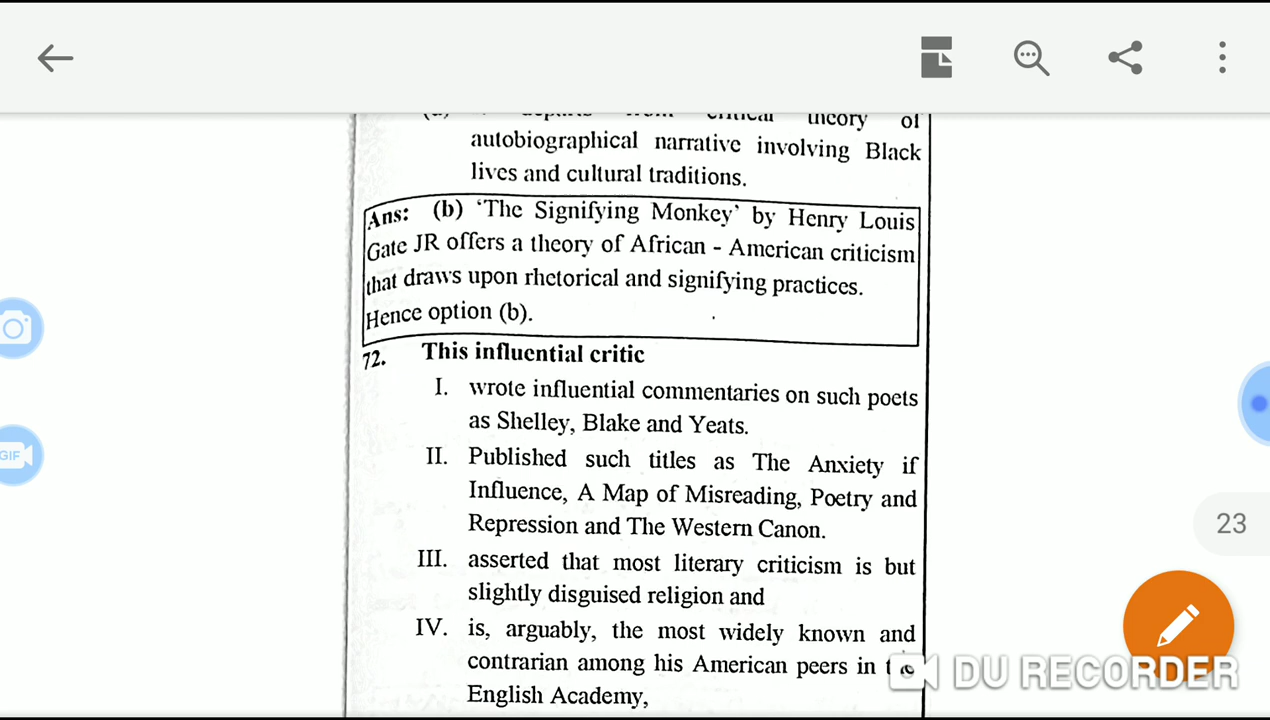 critical theory of
autobiographical narrative involving Black
lives and cultural traditions.
Ans: (b) ‘The Signifying Monkey’ by Henry Louis
Gate JR offers a theory of African - American criticism
that draws upon rhetorical and signifying practices.
Hence option (b).
72. This influential critic
I. wrote influential commentaries on such poets
as Shelley, Blake and Yeats.
II. Published such titles as The Anxiety if
Influence, A Map of Misreading, Poetry and
Repression and The Western Canon.
III. asserted that most literary criticism is but
slightly disguised religion and
IV. is, arguably, the most widely known and
contrarian among his American peers in
English Academy,
GIF
23
DU RECORDER